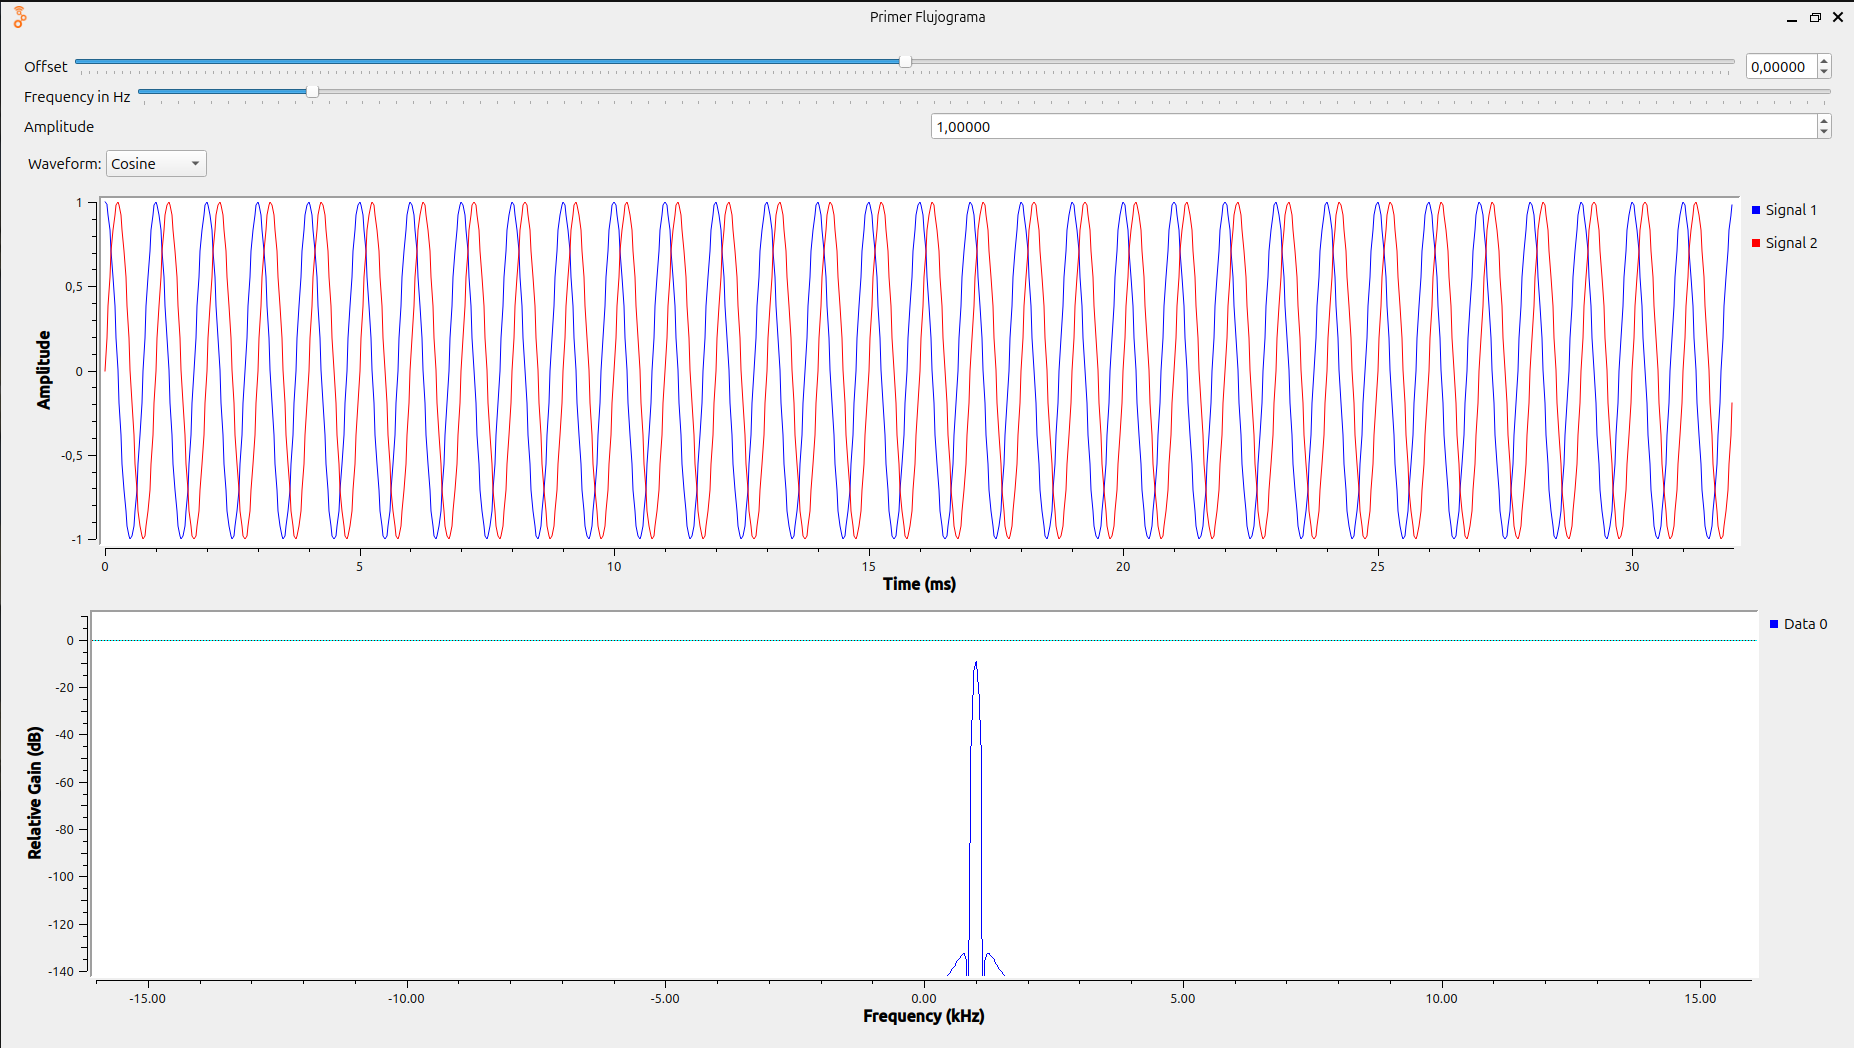 Primer Flujograma
Offset 0,00000
Frequency in Hz
Amplitude 1,00000
Waveform: Cosine
1
0,5
0
-0,5
-1
Amplitude
0 5 10 15 20 25 30
Time (ms)
Signal 1
Signal 2
0
-20
-40
-60
-80
-100
-120
-140
Relative Gain (dB)
-15.00 -10.00 -5.00 0.00 5.00 10.00 15.00
Frequency (kHz)
Data 0